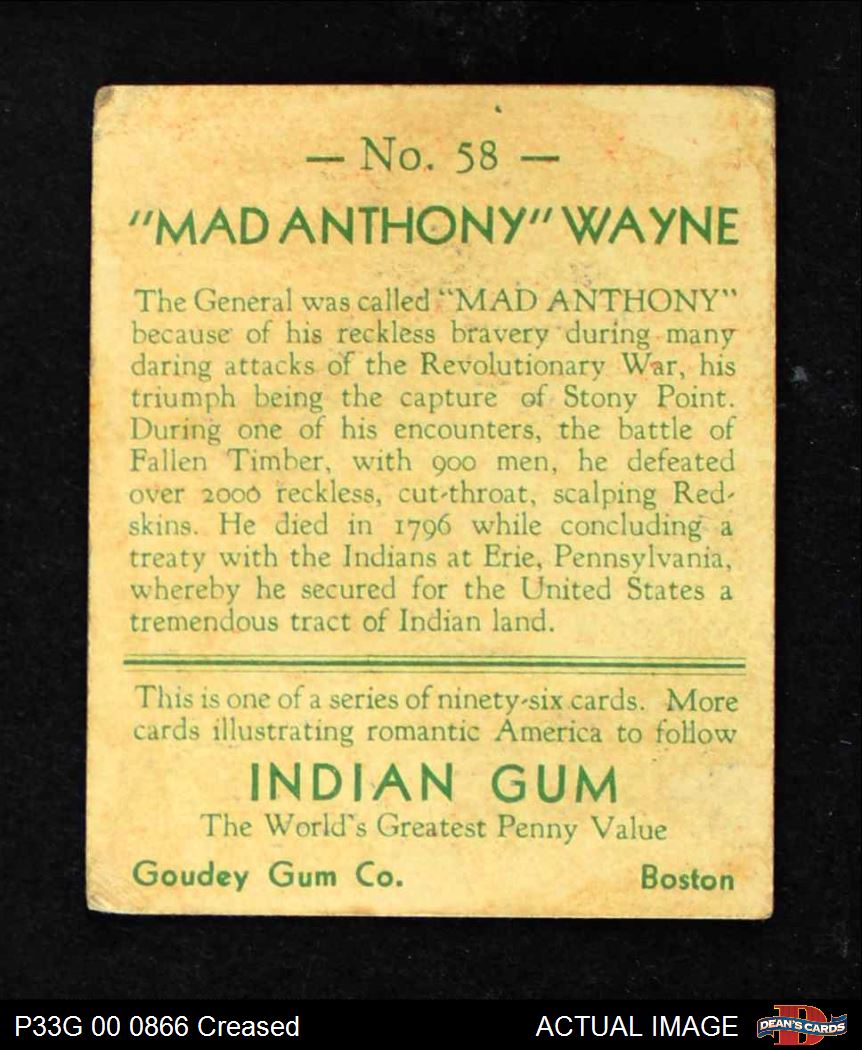 — No. 58 —
"MAD ANTHONY" WAYNE
The General was called "MAD ANTHONY"
because of his reckless bravery during many
daring attacks of the Revolutionary War, his
triumph being the capture of Stony Point.
During one of his encounters, the battle of
Fallen Timber, with 900 men, he defeated
over 2000 reckless, cut-throat, scalping Red-
skins. He died in 1796 while concluding a
treaty with the Indians at Erie, Pennsylvania,
whereby he secured for the United States a
tremendous tract of Indian land.
This is one of a series of ninety-six cards. More
cards illustrating romantic America to follow
INDIAN GUM
The World's Greatest Penny Value
Goudey Gum Co. Boston
P33G 00 0866 Creased ACTUAL IMAGE DEAN'S CARDS